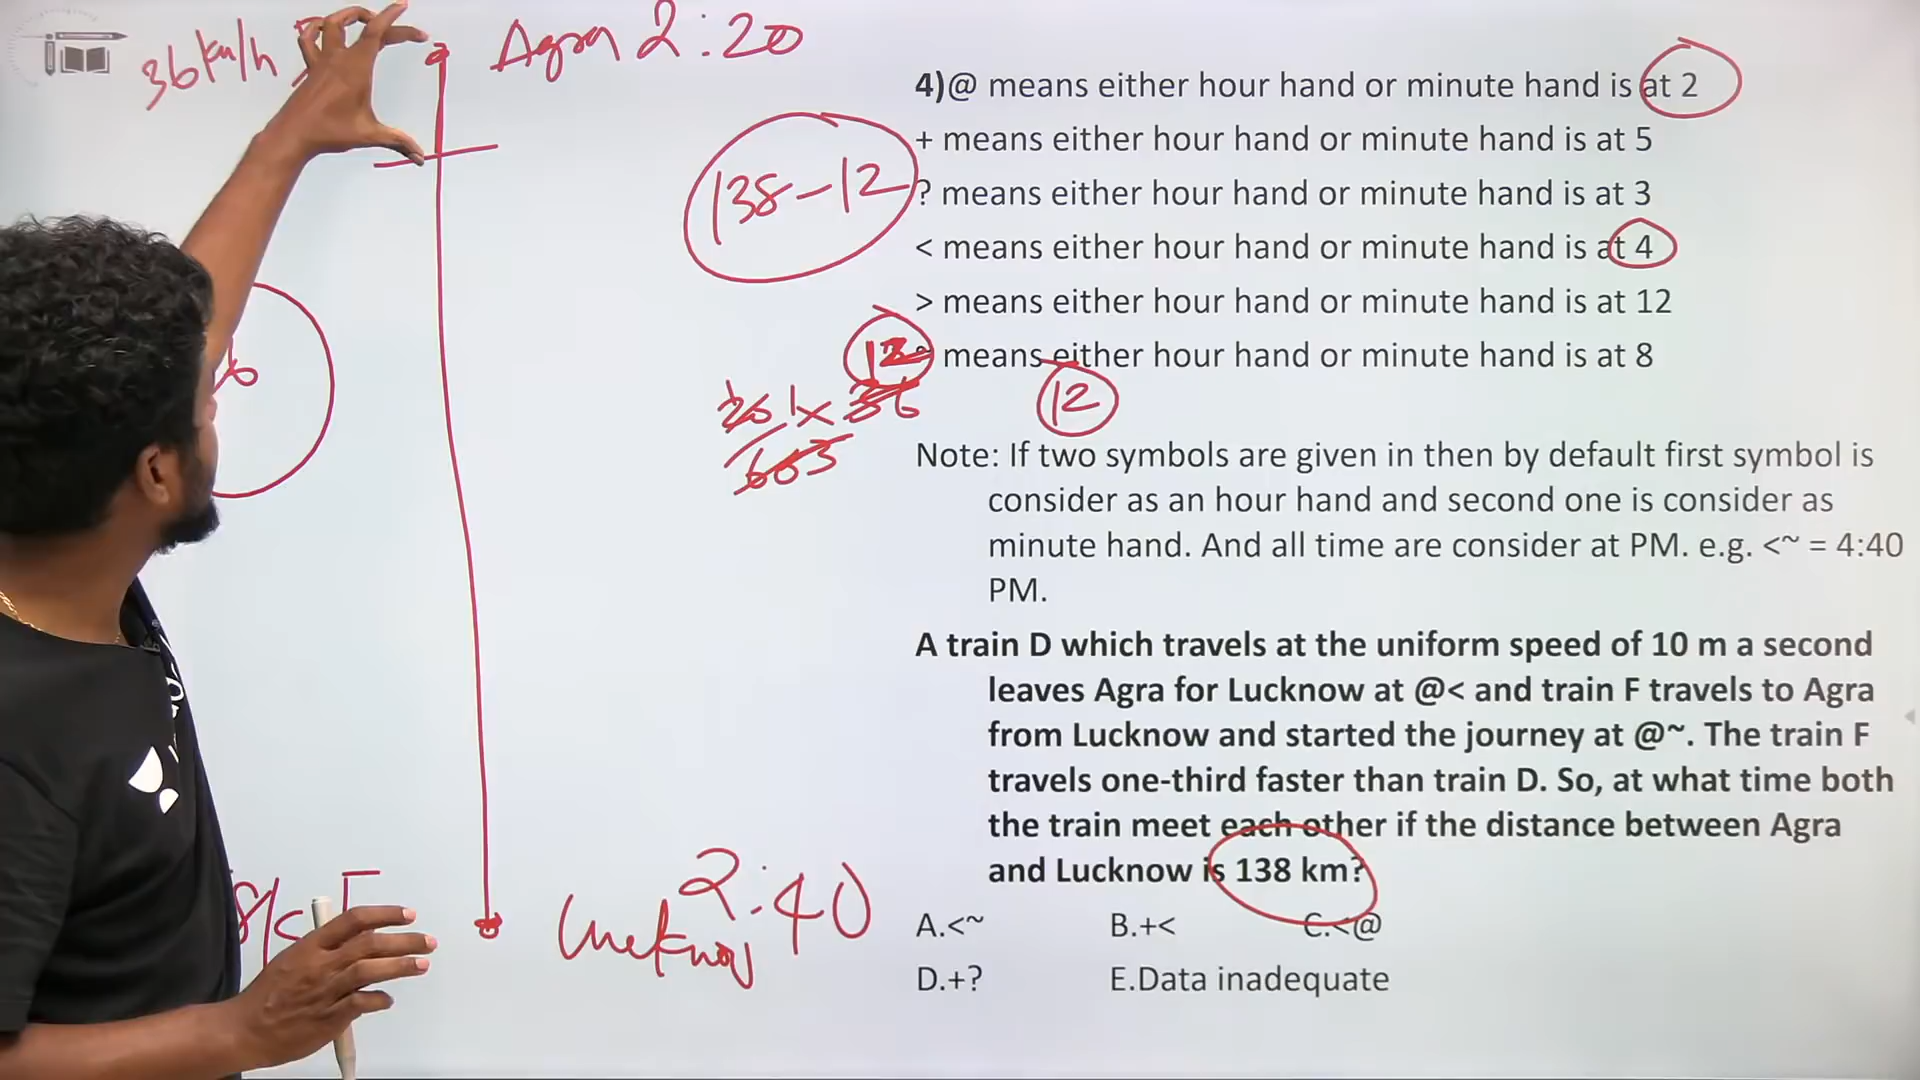 36 km/h
Agra 2:20
138-12
12
20 1 x 36
60 3
12
2:40
Lucknow
4)@ means either hour hand or minute hand is at 2
+ means either hour hand or minute hand is at 5
? means either hour hand or minute hand is at 3
< means either hour hand or minute hand is at 4
> means either hour hand or minute hand is at 12
~ means either hour hand or minute hand is at 8
Note: If two symbols are given in then by default first symbol is
consider as an hour hand and second one is consider as
minute hand. And all time are consider at PM. e.g. <~ = 4:40
PM.
A train D which travels at the uniform speed of 10 m a second
leaves Agra for Lucknow at @< and train F travels to Agra
from Lucknow and started the journey at @~. The train F
travels one-third faster than train D. So, at what time both
the train meet each other if the distance between Agra
and Lucknow is 138 km?
A.<~ B.+< C.<@
D.+? E.Data inadequate